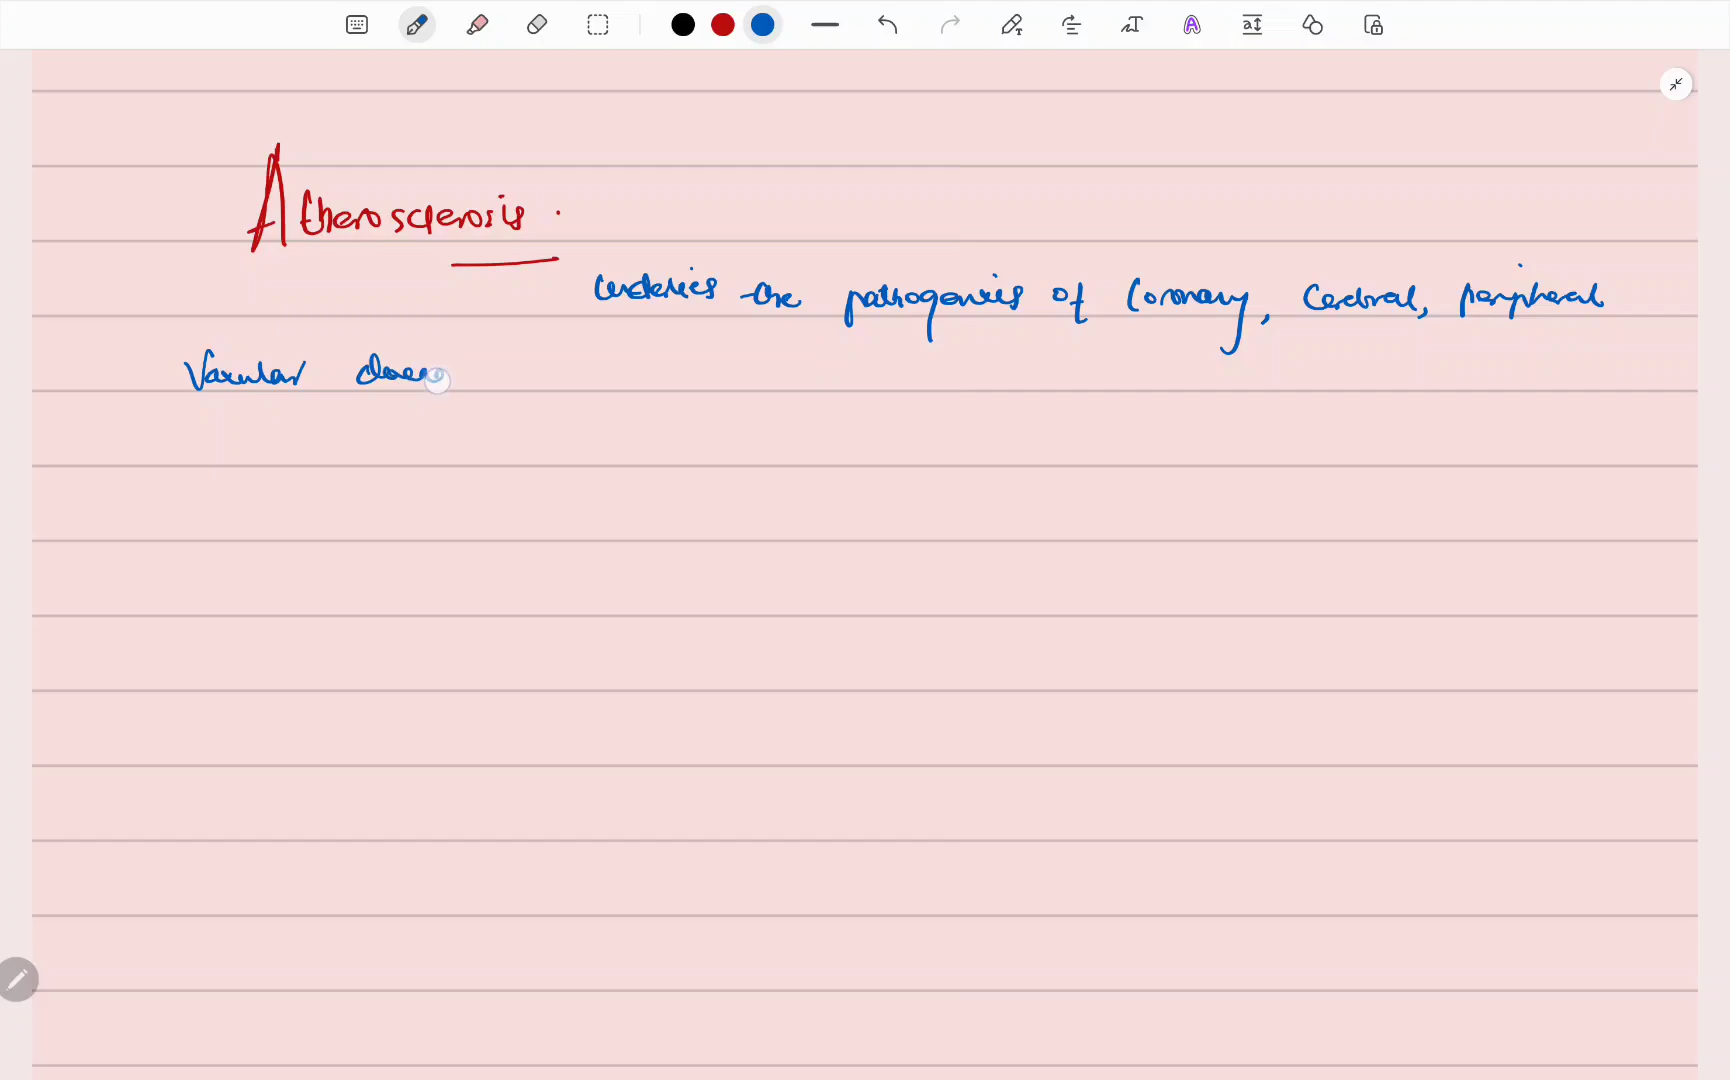 Atherosclerosis.
underlies the pathogenesis of Coronary, Cerebral, peripheral
Vascular